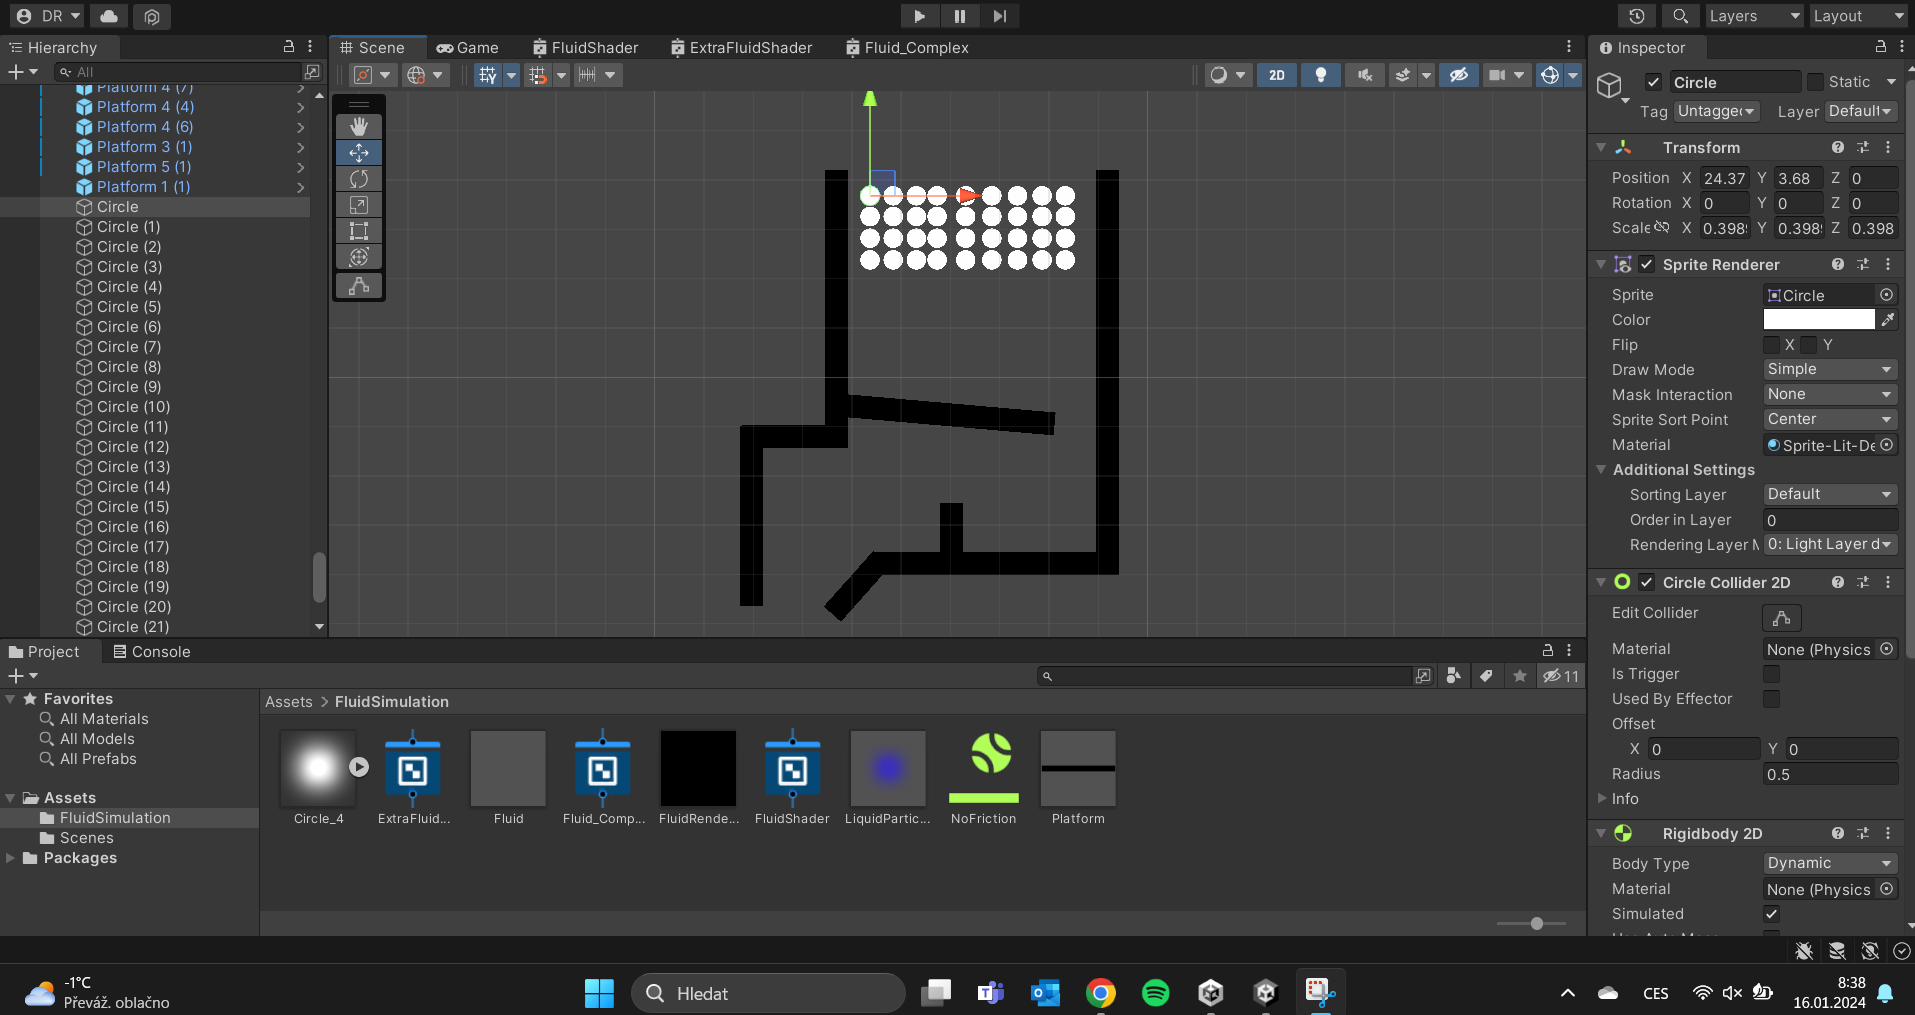 DR
Layers
Layout
Hierarchy
All
Platform 4 (7)
Platform 4 (4)
Platform 4 (6)
Platform 3 (1)
Platform 5 (1)
Platform 1 (1)
Circle
Circle (1)
Circle (2)
Circle (3)
Circle (4)
Circle (5)
Circle (6)
Circle (7)
Circle (8)
Circle (9)
Circle (10)
Circle (11)
Circle (12)
Circle (13)
Circle (14)
Circle (15)
Circle (16)
Circle (17)
Circle (18)
Circle (19)
Circle (20)
Circle (21)
Scene Game FluidShader ExtraFluidShader Fluid_Complex
2D
Inspector
Circle Static
Tag Untagged Layer Default
Transform
Position X 24.37 Y 3.68 Z 0
Rotation X 0 Y 0 Z 0
Scale X 0.398 Y 0.398 Z 0.398
Sprite Renderer
Sprite Circle
Color
Flip X Y
Draw Mode Simple
Mask Interaction None
Sprite Sort Point Center
Material Sprite-Lit-De
Additional Settings
Sorting Layer Default
Order in Layer 0
Rendering Layer M 0: Light Layer d
Circle Collider 2D
Edit Collider
Material None (Physics
Is Trigger
Used By Effector
Offset
X 0 Y 0
Radius 0.5
Info
Rigidbody 2D
Body Type Dynamic
Material None (Physics
Simulated
Project Console
11
Favorites
All Materials
All Models
All Prefabs
Assets
FluidSimulation
Scenes
Packages
Assets > FluidSimulation
Circle_4 ExtraFluid... Fluid Fluid_Comp... FluidRende... FluidShader LiquidPartic... NoFriction Platform
-1°C
Převáž. oblačno
Hledat
CES
8:38
16.01.2024